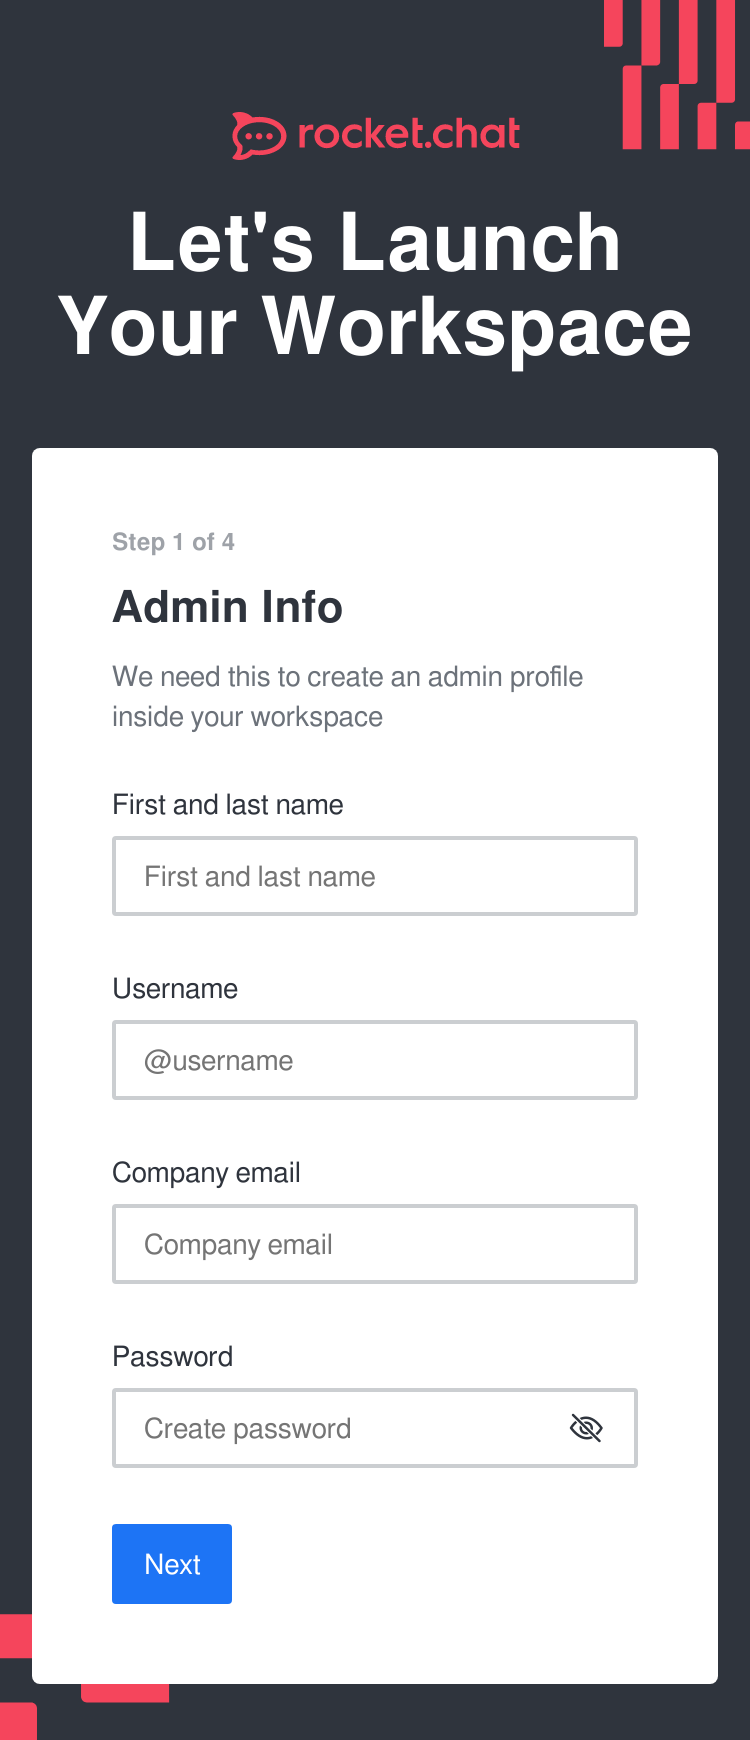 rocket.chat
Let's Launch
Your Workspace
Step 1 of 4
Admin Info
We need this to create an admin profile
inside your workspace
First and last name
First and last name
Username
@username
Company email
Company email
Password
Create password
Next